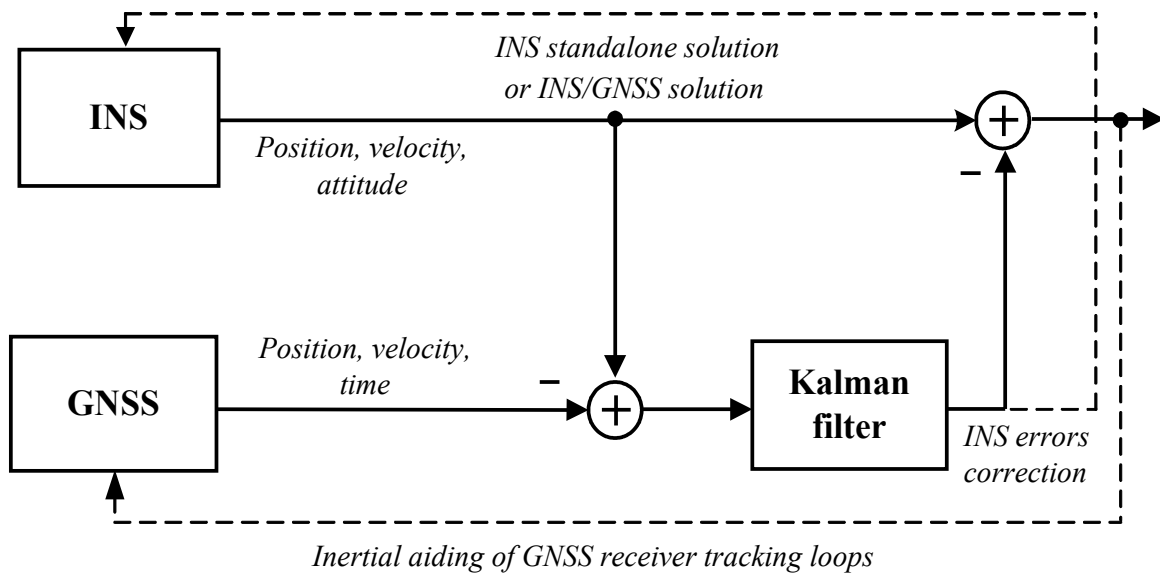 INS standalone solution
or INS/GNSS solution
INS
Position, velocity,
attitude
+
−
Position, velocity,
time
−
GNSS
+
Kalman
filter
INS errors
correction
Inertial aiding of GNSS receiver tracking loops